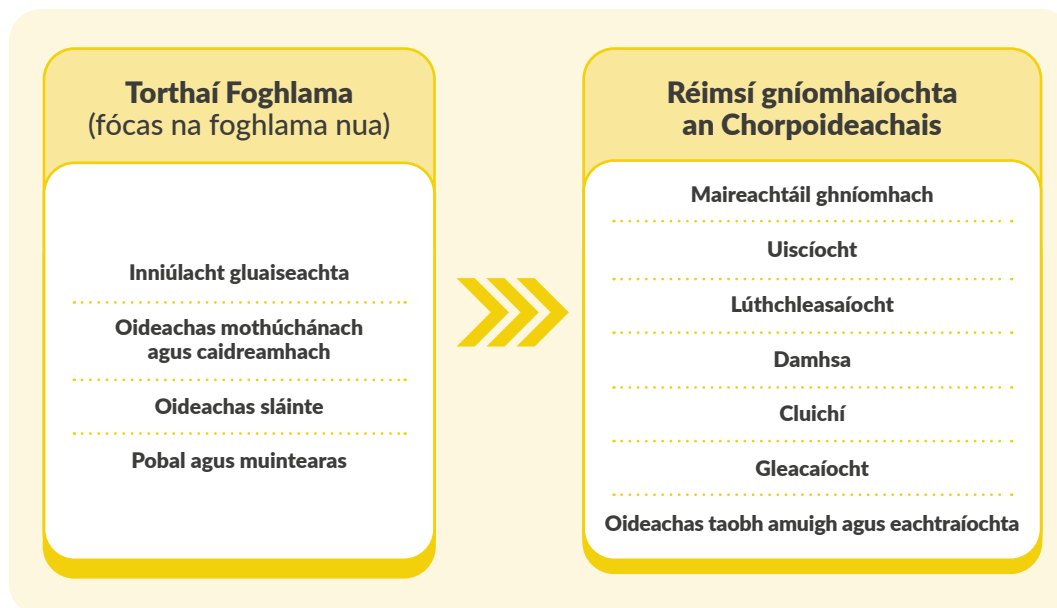 Torthaí Foghlama
(fócas na foghlama nua)
Inniúlacht gluaiseachta
Oideachas mothúchánach
agus caidreamhach
Oideachas sláinte
Pobal agus muintearas
Réimsí gníomhaíochta
an Chorpoideachais
Maireachtáil ghníomhach
Uiscíocht
Lúthchleasaíocht
Damhsa
Cluichí
Gleacaíocht
Oideachas taobh amuigh agus eachtraíochta